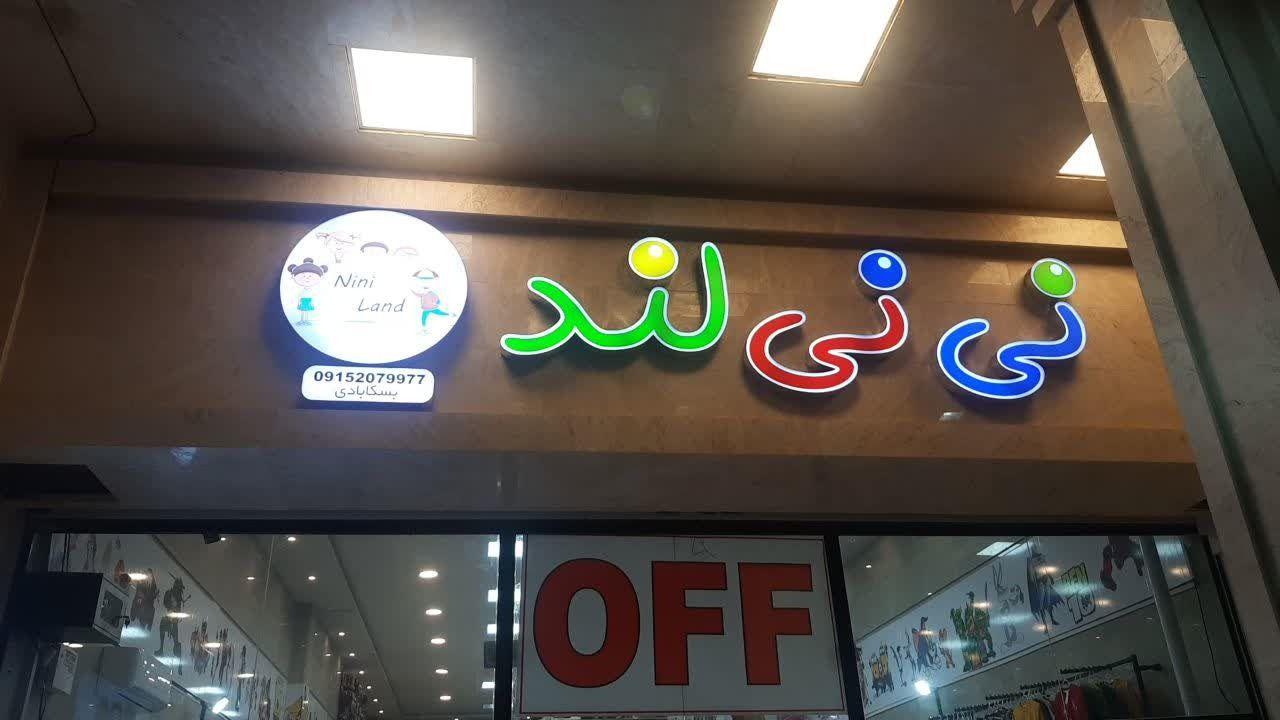 نی نی لند
Nini
Land
09152079977
بسکابادی
OFF